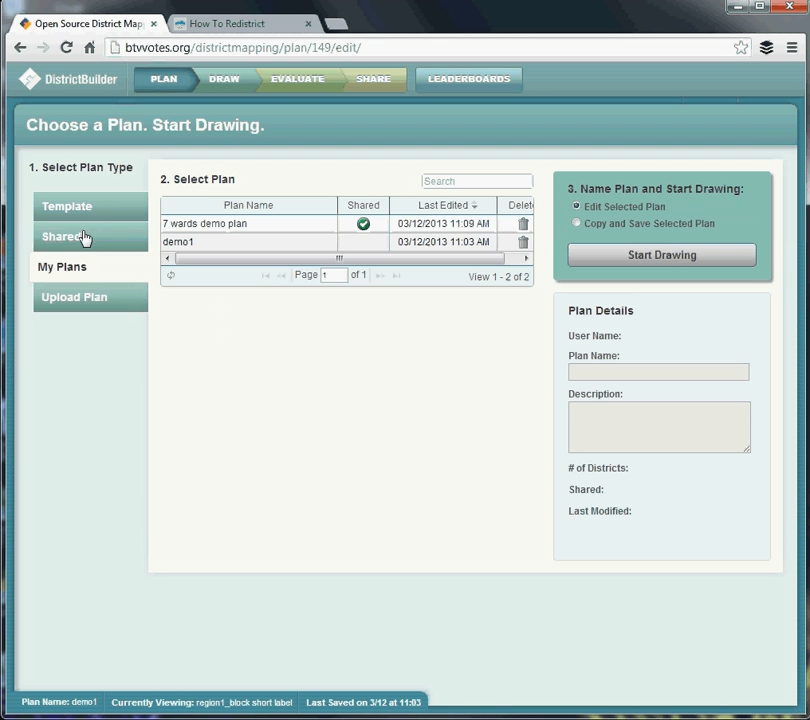 Open Source District Map
How To Redistrict
btvvotes.org/districtmapping/plan/149/edit/
DistrictBuilder PLAN DRAW EVALUATE SHARE LEADERBOARDS
Choose a Plan. Start Drawing.
1. Select Plan Type
Template
Shared
My Plans
Upload Plan
2. Select Plan
Search
Plan Name Shared Last Edited Delete
7 wards demo plan 03/12/2013 11:09 AM
demo1 03/12/2013 11:03 AM
Page 1 of 1 View 1 - 2 of 2
3. Name Plan and Start Drawing:
Edit Selected Plan
Copy and Save Selected Plan
Start Drawing
Plan Details
User Name:
Plan Name:
Description:
# of Districts:
Shared:
Last Modified:
Plan Name: demo1 Currently Viewing: region1_block short label Last Saved on 3/12 at 11:03